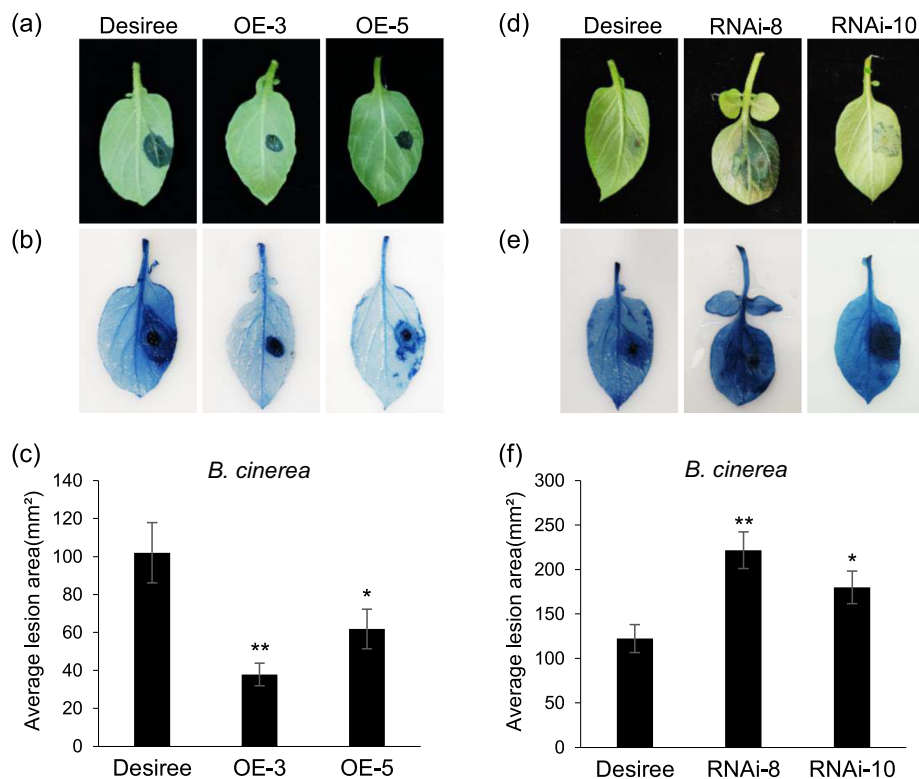 (a)
Desiree OE-3 OE-5
(b)
(c)
B. cinerea
Average lesion area(mm²)
140
120
100
80
60
40
20
0
**
*
Desiree OE-3 OE-5
(d)
Desiree RNAi-8 RNAi-10
(e)
(f)
B. cinerea
Average lesion area(mm²)
300
250
200
150
100
50
0
**
*
Desiree RNAi-8 RNAi-10